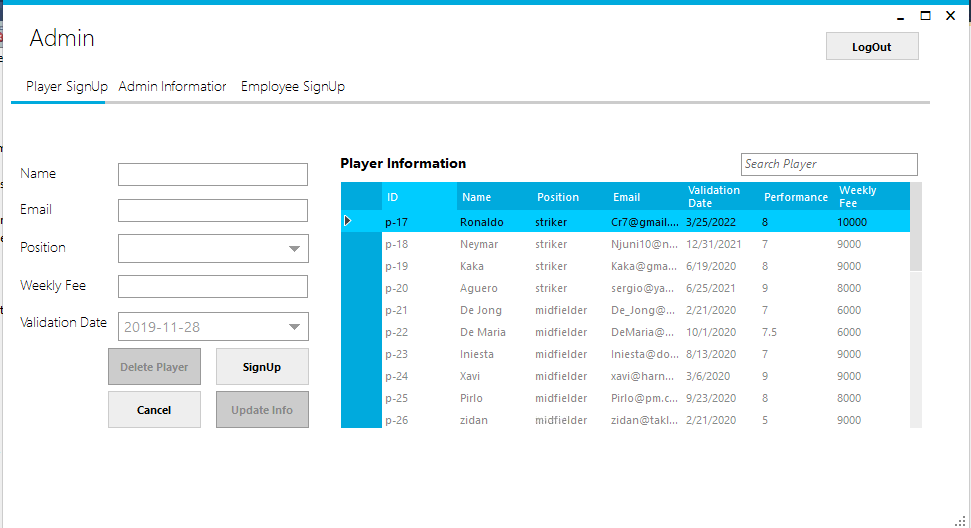 Admin
LogOut
Player SignUp Admin Information Employee SignUp
Name
Email
Position
Weekly Fee
Validation Date 2019-11-28
Delete Player SignUp
Cancel Update Info
Player Information Search Player
ID Name Position Email Validation Date Performance Weekly Fee
p-17 Ronaldo striker Cr7@gmail.... 3/25/2022 8 10000
p-18 Neymar striker Njuni10@n... 12/31/2021 7 9000
p-19 Kaka striker Kaka@gma... 6/19/2020 8 9000
p-20 Aguero striker sergio@ya... 6/25/2021 9 8000
p-21 De Jong midfielder De_Jong@... 2/21/2020 7 6000
p-22 De Maria midfielder DeMaria@... 10/1/2020 7.5 6000
p-23 Iniesta midfielder Iniesta@do... 8/13/2020 7 9000
p-24 Xavi midfielder xavi@harn... 3/6/2020 9 9000
p-25 Pirlo midfielder Pirlo@pm.c... 9/23/2020 8 8000
p-26 zidan midfielder zidan@takl... 2/21/2020 5 9000